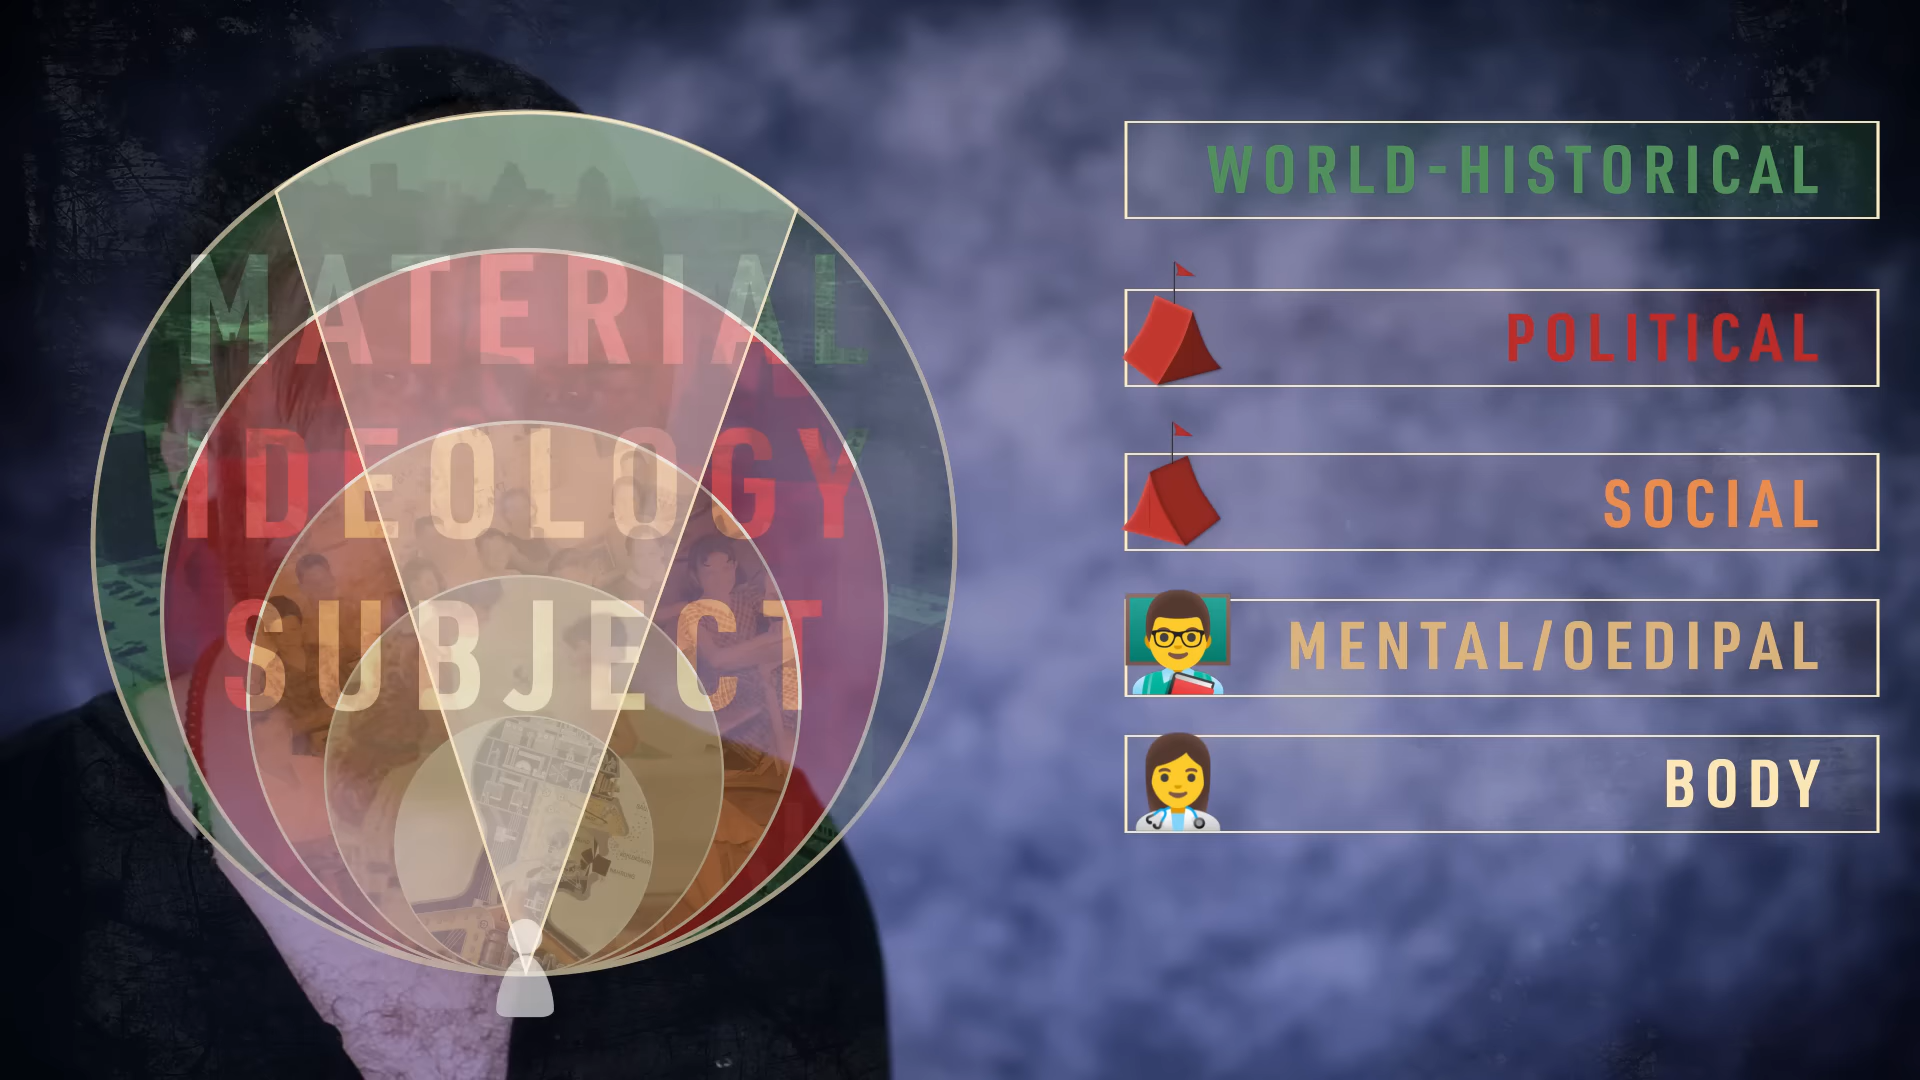 MATERIAL
IDEOLOGY
SUBJECT
WORLD-HISTORICAL
POLITICAL
SOCIAL
MENTAL/OEDIPAL
BODY